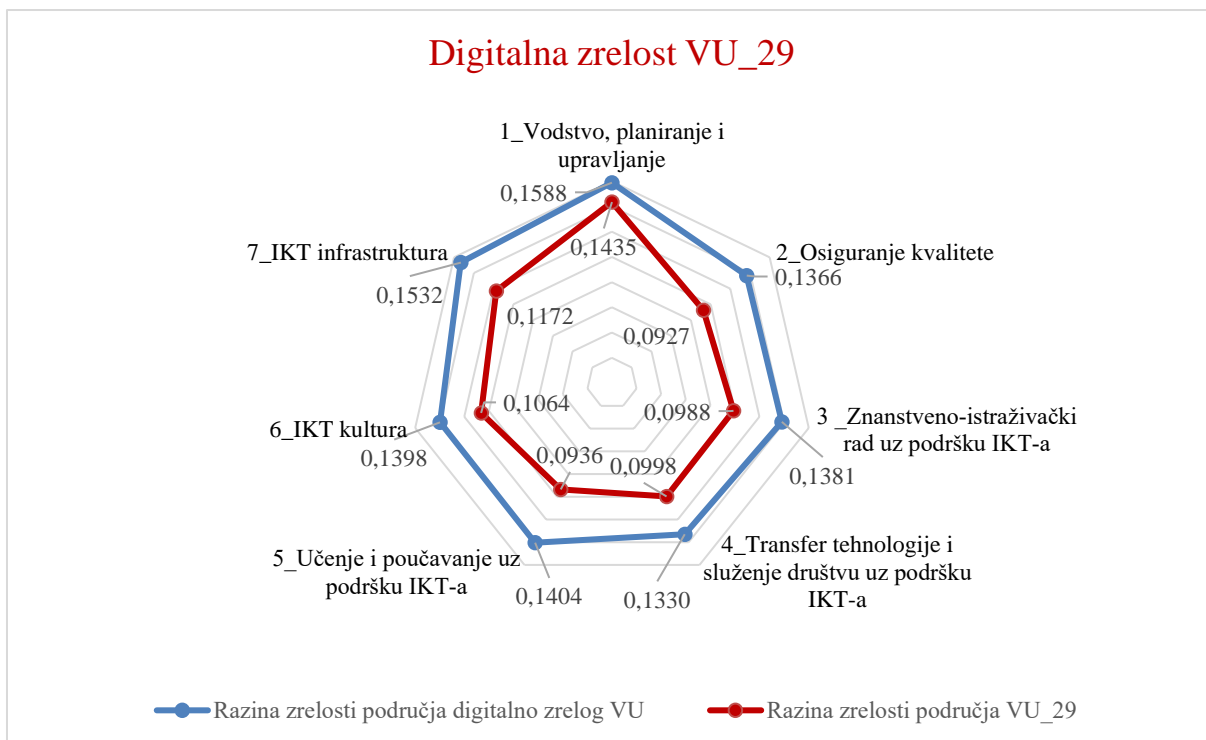 Digitalna zrelost VU_29
1_Vodstvo, planiranje i
upravljanje
0,1588
0,1435
7_IKT infrastruktura
2_Osiguranje kvalitete
0,1366
0,1532
0,1172
0,0927
6_IKT kultura
0,1064
0,0988
3 _Znanstveno-istraživački
rad uz podršku IKT-a
0,1398
0,0936
0,0998
0,1381
5_Učenje i poučavanje uz
podršku IKT-a
4_Transfer tehnologije i
služenje društvu uz podršku
IKT-a
0,1404
0,1330
Razina zrelosti područja digitalno zrelog VU
Razina zrelosti područja VU_29